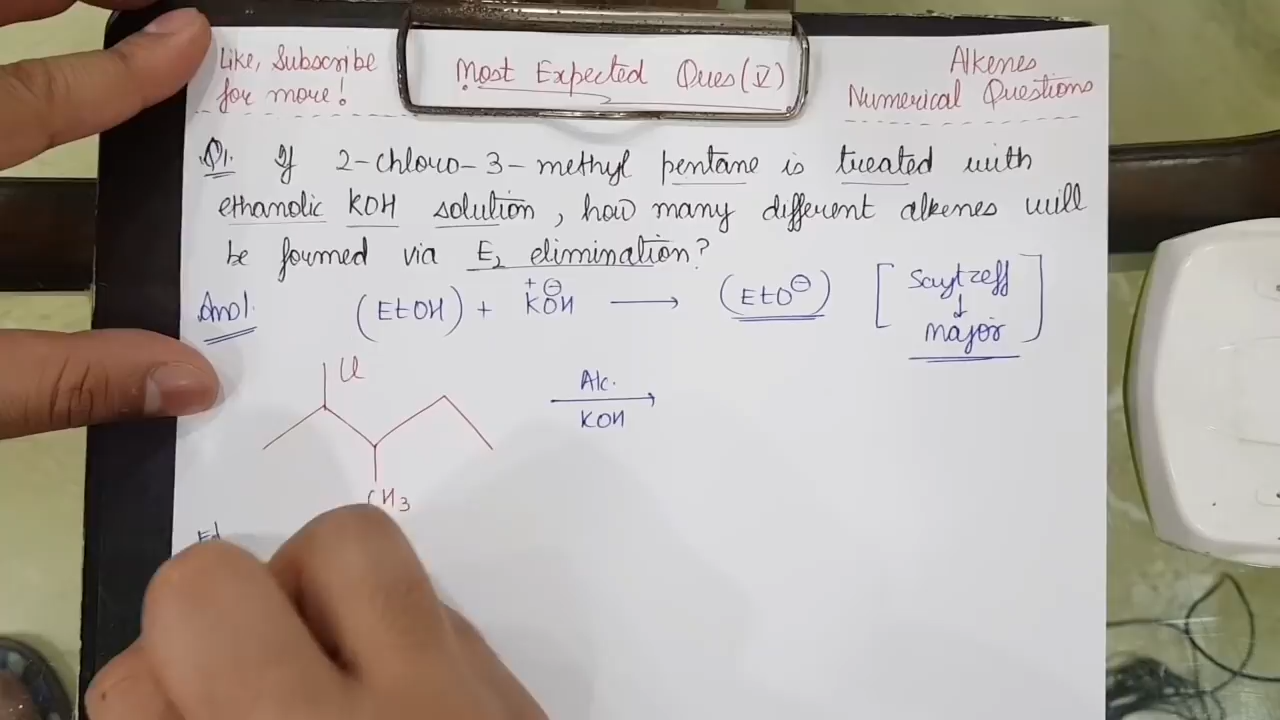 Like, Subscribe
for more!
Most Expected Ques (V)
Alkenes
Numerical Questions
Q1. If 2-chloro-3-methyl pentane is treated with
ethanolic KOH solution, how many different alkenes will
be formed via E2 elimination?
Ans1. (EtOH) + K+OH⊖ ⟶ (EtO⊖) [Saytzeff
↓
major]
Cl
Alc.
KOH
CH3